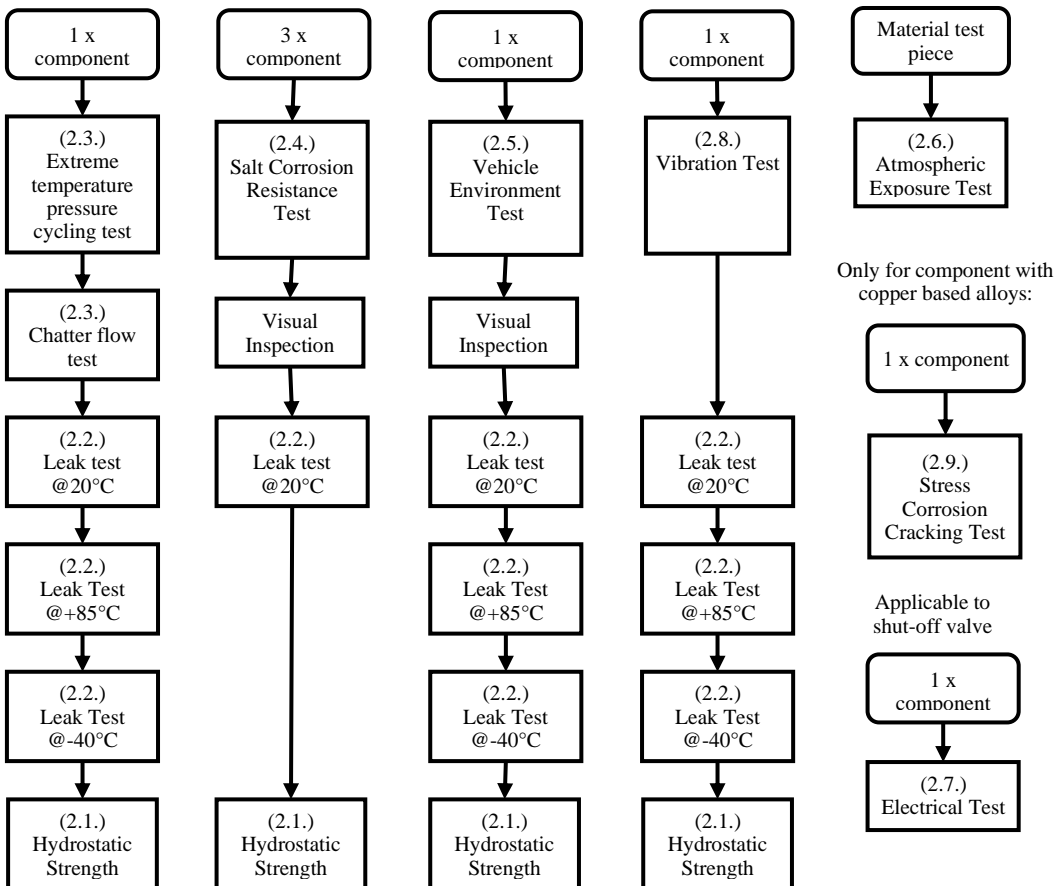 1 x
component
(2.3.)
Extreme
temperature
pressure
cycling test
(2.3.)
Chatter flow
test
(2.2.)
Leak test
@20°C
(2.2.)
Leak Test
@+85°C
(2.2.)
Leak Test
@-40°C
(2.1.)
Hydrostatic
Strength
3 x
component
(2.4.)
Salt Corrosion
Resistance
Test
Visual
Inspection
(2.2.)
Leak test
@20°C
(2.1.)
Hydrostatic
Strength
1 x
component
(2.5.)
Vehicle
Environment
Test
Visual
Inspection
(2.2.)
Leak test
@20°C
(2.2.)
Leak Test
@+85°C
(2.2.)
Leak Test
@-40°C
(2.1.)
Hydrostatic
Strength
1 x
component
(2.8.)
Vibration Test
(2.2.)
Leak test
@20°C
(2.2.)
Leak Test
@+85°C
(2.2.)
Leak Test
@-40°C
(2.1.)
Hydrostatic
Strength
Material test
piece
(2.6.)
Atmospheric
Exposure Test
Only for component with
copper based alloys:
1 x component
(2.9.)
Stress
Corrosion
Cracking Test
Applicable to
shut-off valve
1 x
component
(2.7.)
Electrical Test